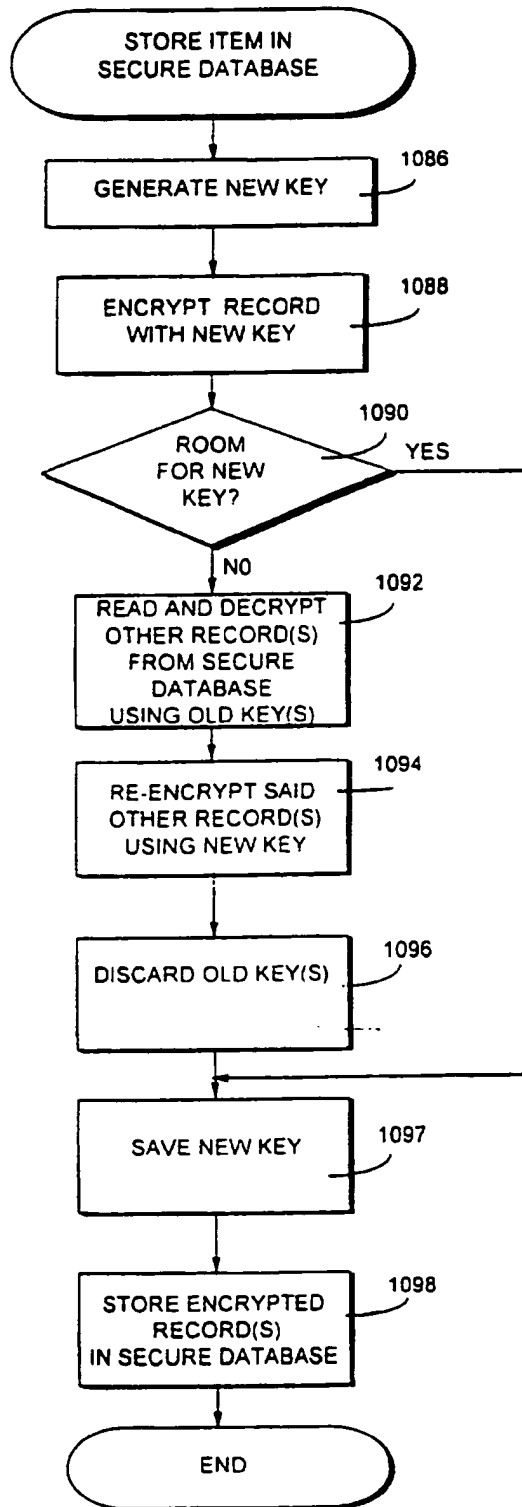 STORE ITEM IN
SECURE DATABASE
1086
GENERATE NEW KEY
1088
ENCRYPT RECORD
WITH NEW KEY
1090
ROOM
FOR NEW
KEY?
YES
NO
1092
READ AND DECRYPT
OTHER RECORD(S)
FROM SECURE
DATABASE
USING OLD KEY(S)
1094
RE-ENCRYPT SAID
OTHER RECORD(S)
USING NEW KEY
1096
DISCARD OLD KEY(S)
1097
SAVE NEW KEY
1098
STORE ENCRYPTED
RECORD(S)
IN SECURE DATABASE
END